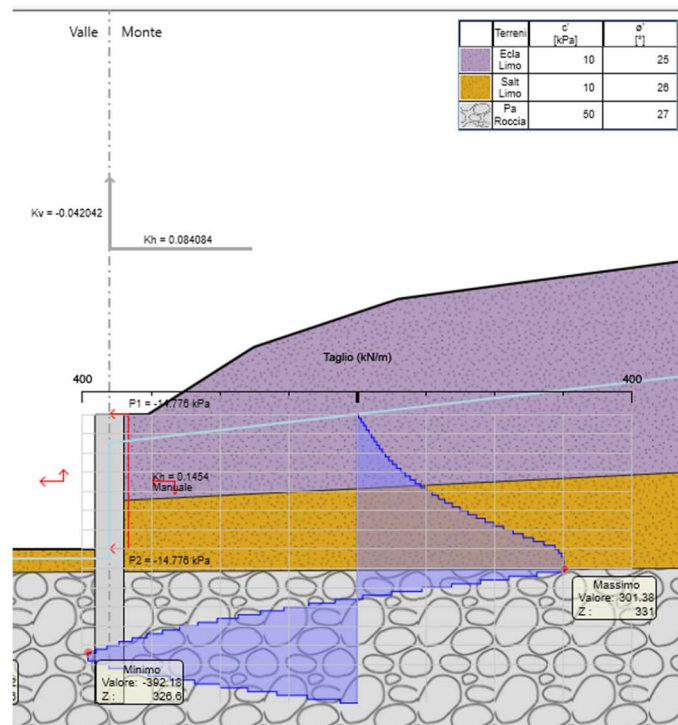 Valle Monte
Terreni c' [kPa] ø' [°]
Ecla Limo 10 25
Salt Limo 10 26
Pa Roccia 50 27
Kv = -0.042042
Kh = 0.084084
Taglio (kN/m)
400 400
P1 = -14.776 kPa
Kh = 0.1454
Manuale
P2 = -14.776 kPa
Massimo
Valore: 301.38
Z : 331
Minimo
Valore: -392.18
Z : 326.6